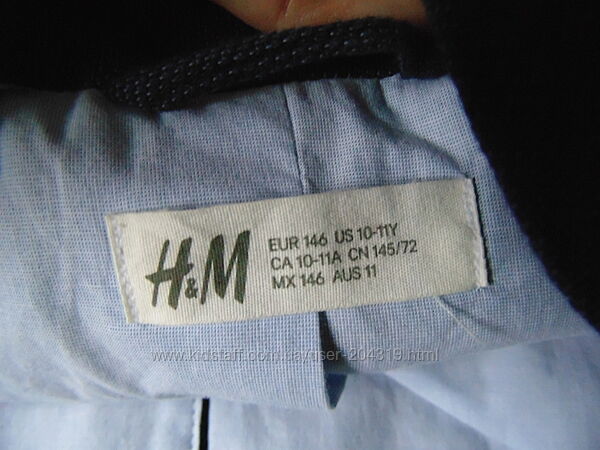 H&M
EUR 146 US 10-11Y
CA 10-11A CN 145/72
MX 146 AUS 11
www.kidstaff.com.ua/user-204319.html